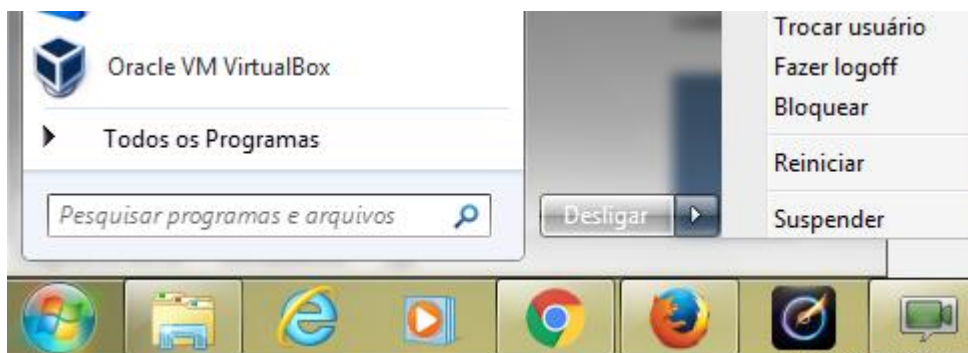 Oracle VM VirtualBox
Todos os Programas
Pesquisar programas e arquivos
Desligar
Trocar usuário
Fazer logoff
Bloquear
Reiniciar
Suspender